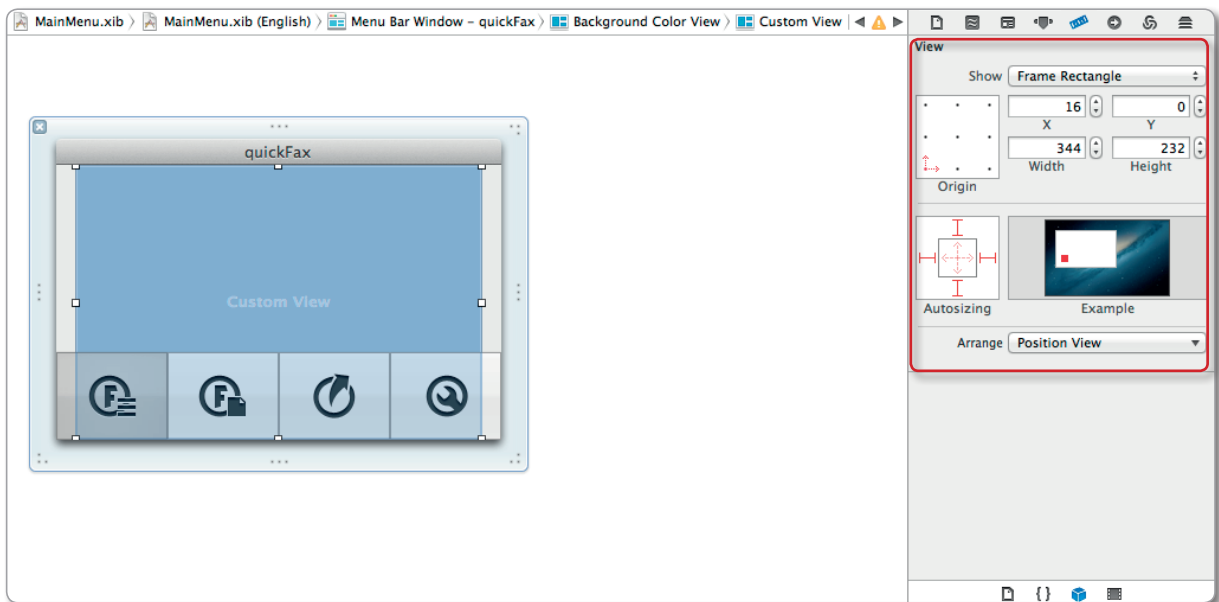 MainMenu.xib 〉 MainMenu.xib (English) 〉 Menu Bar Window – quickFax 〉 Background Color View 〉 Custom View
View
Show Frame Rectangle
16 0
X Y
344 232
Width Height
Origin
quickFax
Custom View
Autosizing Example
Arrange Position View
F F
{ }